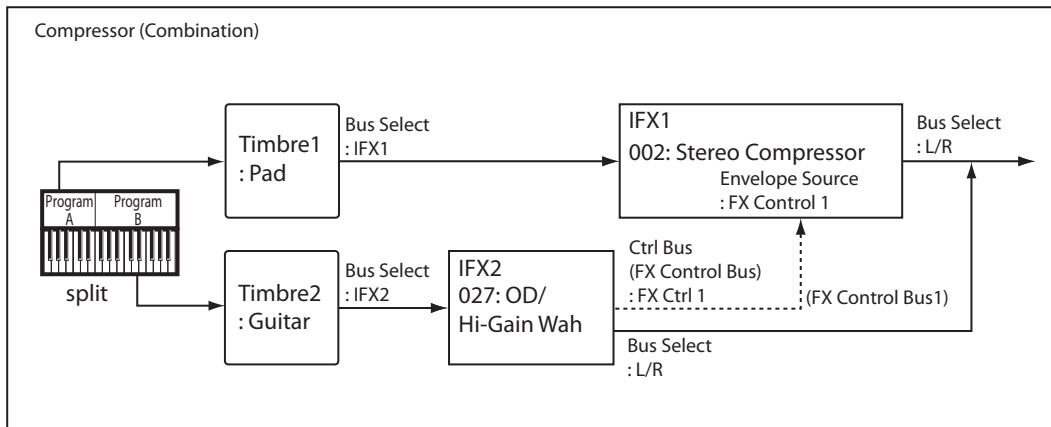 Compressor (Combination)
Program
A
Program
B
split
Timbre1
: Pad
Bus Select
: IFX1
IFX1
002: Stereo Compressor
Envelope Source
: FX Control 1
Bus Select
: L/R
Timbre2
: Guitar
Bus Select
: IFX2
IFX2
027: OD/
Hi-Gain Wah
Ctrl Bus
(FX Control Bus)
: FX Ctrl 1
(FX Control Bus1)
Bus Select
: L/R